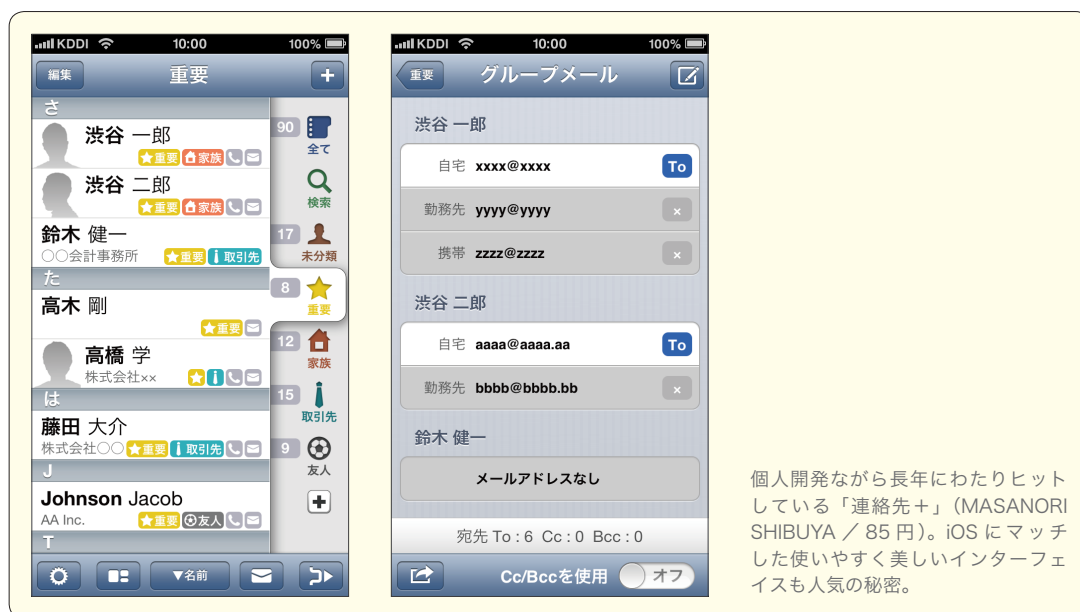 KDDI 10:00 100%
編集 重要 +
さ
渋谷 一郎
重要 家族
渋谷 二郎
重要 家族
鈴木 健一
○○会計事務所 重要 取引先
た
高木 剛
重要
高橋 学
株式会社××
は
藤田 大介
株式会社○○ 重要 取引先
J
Johnson Jacob
AA Inc. 重要 友人
T
90
全て
検索
17
未分類
8
重要
12
家族
15
取引先
9
友人
▼名前
KDDI 10:00 100%
重要 グループメール
渋谷 一郎
自宅 xxxx@xxxx To
勤務先 yyyy@yyyy ×
携帯 zzzz@zzzz ×
渋谷 二郎
自宅 aaaa@aaaa.aa To
勤務先 bbbb@bbbb.bb ×
鈴木 健一
メールアドレスなし
宛先 To : 6 Cc : 0 Bcc : 0
Cc/Bccを使用 オフ
個人開発ながら長年にわたりヒット
している「連絡先＋」（MASANORI
SHIBUYA ／ 85 円）。iOS にマッチ
した使いやすく美しいインターフェ
イスも人気の秘密。